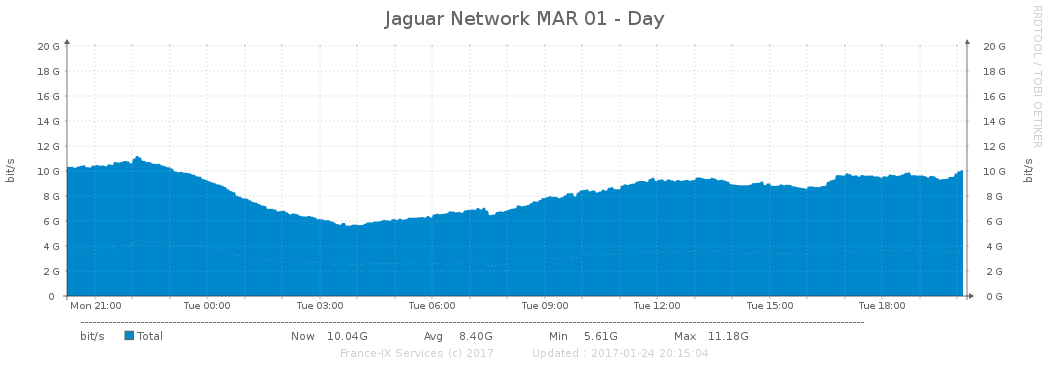 Jaguar Network MAR 01 - Day
RRDTOOL / TOBI OETIKER
bit/s
bit/s
20 G 20 G
18 G 18 G
16 G 16 G
14 G 14 G
12 G 12 G
10 G 10 G
8 G 8 G
6 G 6 G
4 G 4 G
2 G 2 G
0 0 G
Mon 21:00 Tue 00:00 Tue 03:00 Tue 06:00 Tue 09:00 Tue 12:00 Tue 15:00 Tue 18:00
bit/s Total Now 10.04G Avg 8.40G Min 5.61G Max 11.18G
France-IX Services (c) 2017 Updated : 2017-01-24 20:15:04